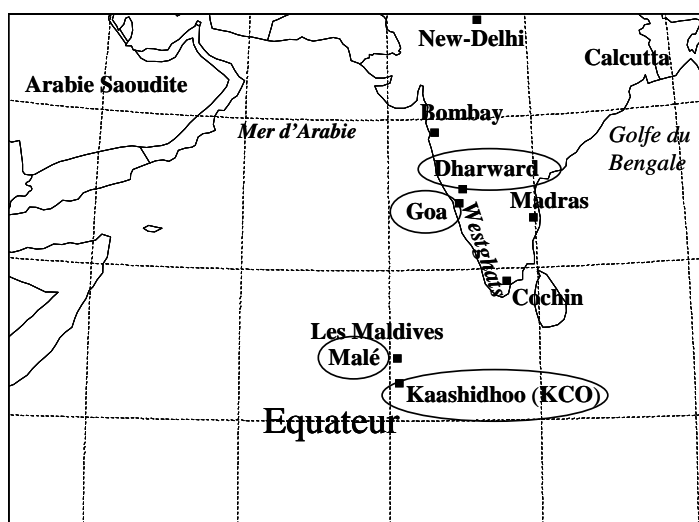 New-Delhi
Calcutta
Arabie Saoudite
Bombay
Mer d'Arabie
Golfe du
Bengale
Dharward
Madras
Goa
Westghats
Cochin
Les Maldives
Malé
Kaashidhoo (KCO)
Equateur